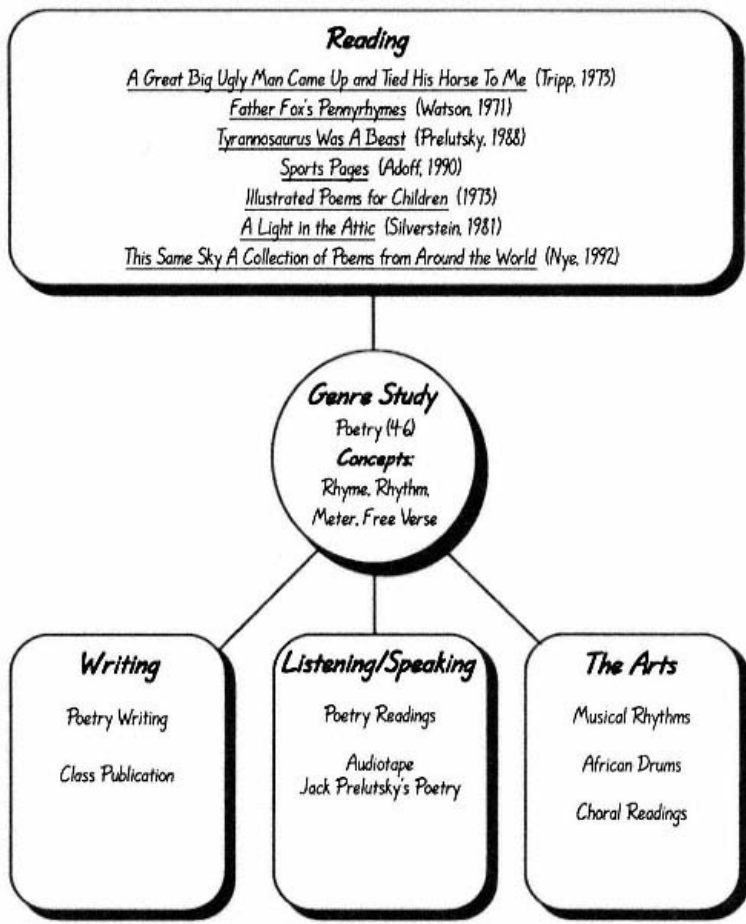 Reading
A Great Big Ugly Man Came Up and Tied His Horse To Me (Tripp, 1973)
Father Fox's Pennyrhymes (Watson, 1971)
Tyrannosaurus Was A Beast (Prelutsky, 1988)
Sports Pages (Adoff, 1990)
Illustrated Poems for Children (1973)
A Light in the Attic (Silverstein, 1981)
This Same Sky A Collection of Poems from Around the World (Nye, 1992)
Genre Study
Poetry (4-6)
Concepts:
Rhyme, Rhythm,
Meter, Free Verse
Writing
Poetry Writing
Class Publication
Listening/Speaking
Poetry Readings
Audiotape
Jack Prelutsky's Poetry
The Arts
Musical Rhythms
African Drums
Choral Readings